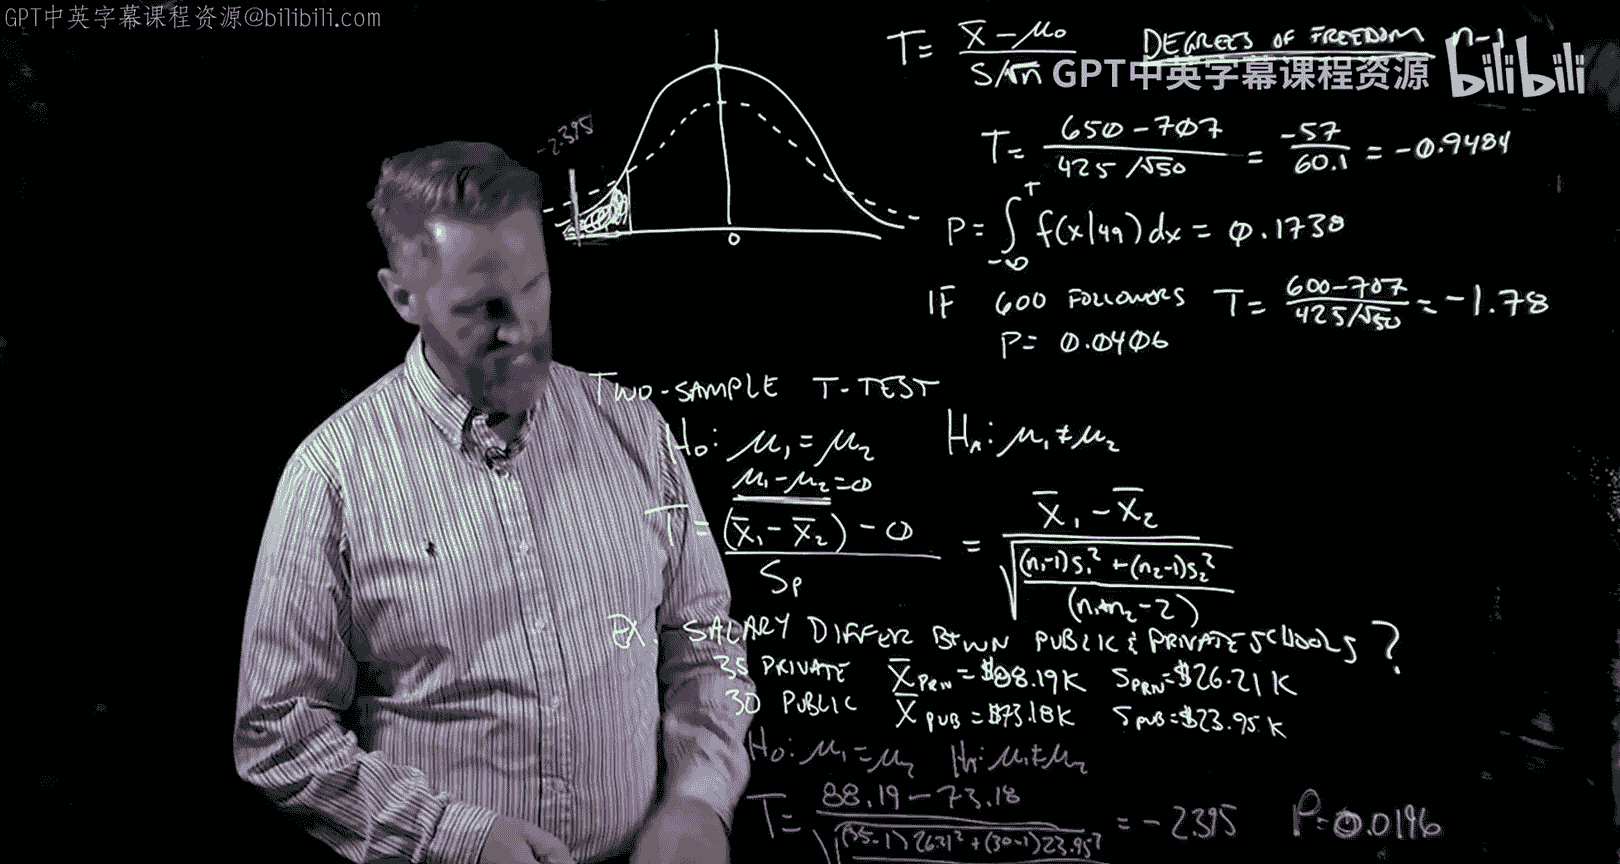 GPT中英字幕课程资源@bilibili.com
T = (X̄ - μ₀) / (S/√n) DEGREES OF FREEDOM n-1
GPT中英字幕课程资源 bilibili
-2.395
T = (650 - 707) / (425/√50) = -57 / 60.1 = -0.9484
0
P = ∫_{-∞}^{T} f(x|49) dx = 0.1738
IF 600 FOLLOWERS T = (600-707) / (425/√50) = -1.78
P = 0.0406
TWO-SAMPLE T-TEST
H₀: μ₁ = μ₂ Hₐ: μ₁ ≠ μ₂
μ₁ - μ₂ = 0
T = ((X̄₁ - X̄₂) - 0) / Sp = (X̄₁ - X̄₂) / √(((n₁-1)s₁² + (n₂-1)s₂²) / (n₁+n₂-2))
EX. SALARY DIFFER BTWN PUBLIC & PRIVATE SCHOOLS?
35 PRIVATE X̄PRIV = $88.19K SPRIV = $26.21K
30 PUBLIC X̄PUB = $73.18K SPUB = $23.95K
H₀: μ₁ = μ₂ Hₐ: μ₁ ≠ μ₂
T = (88.19 - 73.18) / √((35-1)26.21² + (30-1)23.95²) = -2.395 P = 0.0196